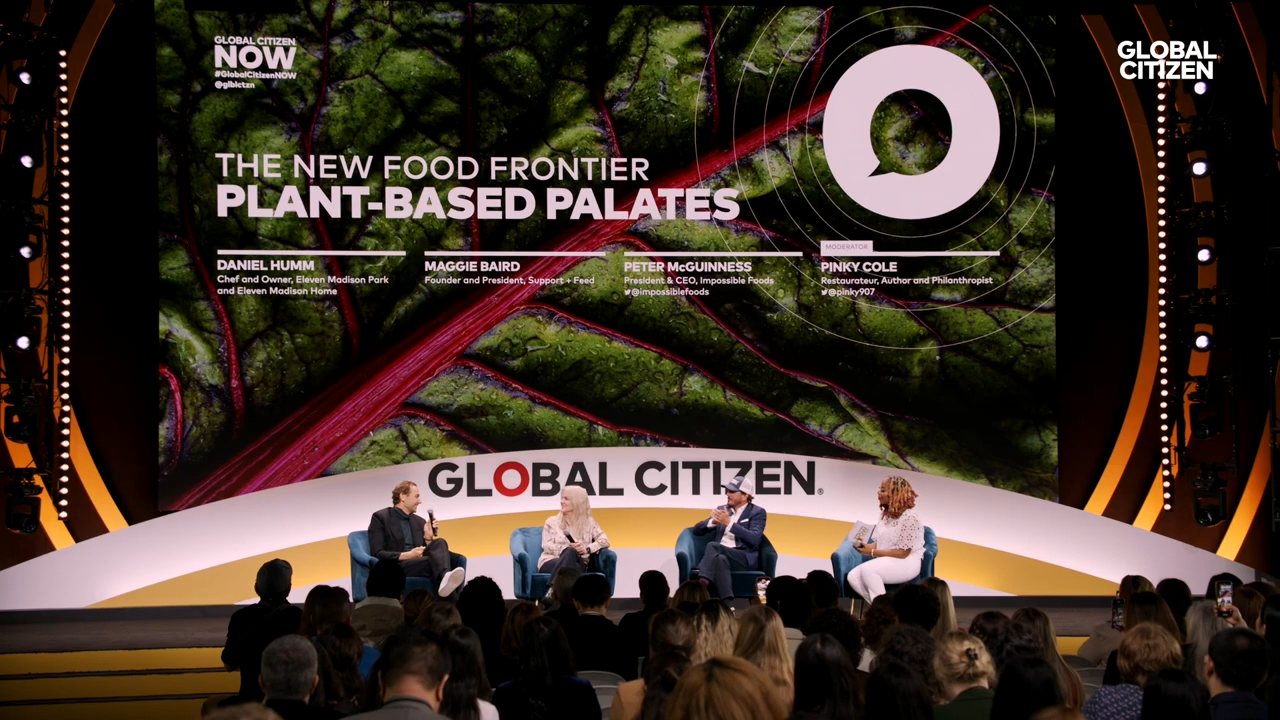 GLOBAL CITIZEN
NOW
#GlobalCitizenNOW
@glblctzn
GLOBAL
CITIZEN
THE NEW FOOD FRONTIER
PLANT-BASED PALATES
DANIEL HUMM
Chef and Owner, Eleven Madison Park
and Eleven Madison Home
MAGGIE BAIRD
Founder and President, Support + Feed
PETER McGUINNESS
President & CEO, Impossible Foods
@impossiblefoods
MODERATOR
PINKY COLE
Restaurateur, Author and Philanthropist
@pinky907
GLOBAL CITIZEN®